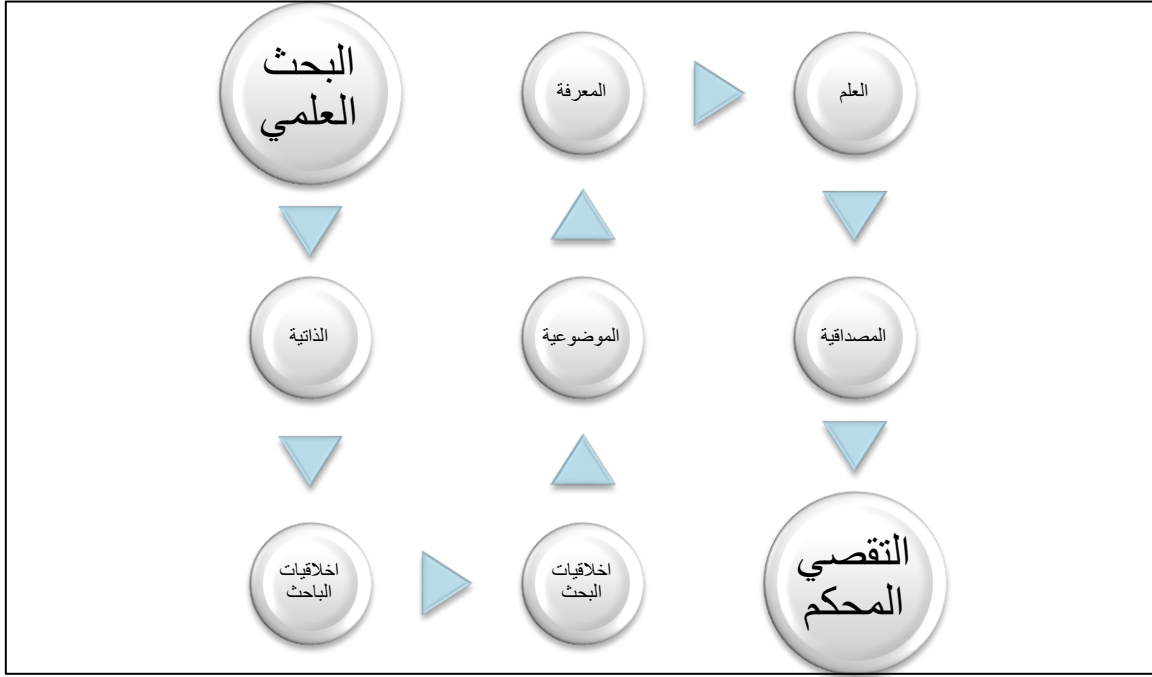 البحث
العلمي
الذاتية
اخلاقيات
الباحث
اخلاقيات
البحث
الموضوعية
المعرفة
العلم
المصداقية
التقصي
المحكم